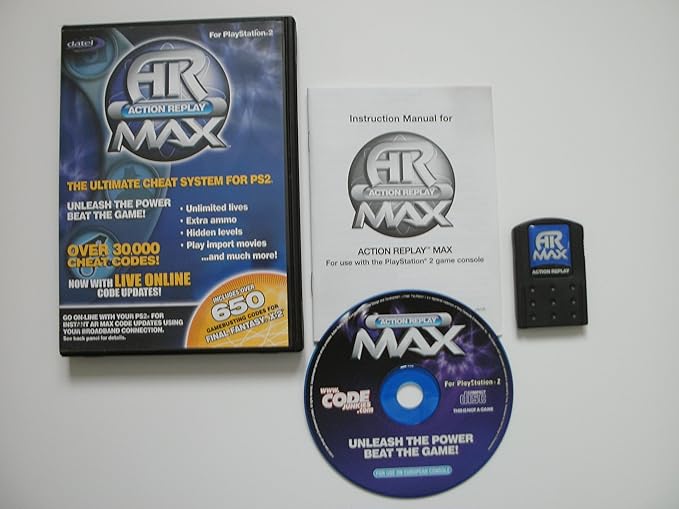 datel
For PlayStation®2
AR
ACTION REPLAY
MAX™
THE ULTIMATE CHEAT SYSTEM FOR PS2®
UNLEASH THE POWER
BEAT THE GAME!
• Unlimited lives
• Extra ammo
• Hidden levels
• Play import movies
...and much more!
OVER 30,000
CHEAT CODES!
NOW WITH LIVE ONLINE
CODE UPDATES!
INCLUDES OVER
650
GAMEBUSTING CODES FOR
FINAL FANTASY® X-2
GO ON-LINE WITH YOUR PS2® FOR
INSTANT AR MAX CODE UPDATES USING
YOUR BROADBAND CONNECTION.
See back panel for details.
Instruction Manual for
AR
ACTION REPLAY
MAX
ACTION REPLAY™ MAX
For use with the PlayStation® 2 game console
AR
MAX
ACTION REPLAY
ACTION REPLAY
MAX
For PlayStation®2
www.
CODE
JUNKIES
.com
COMPACT
disc
THIS IS NOT A GAME
UNLEASH THE POWER
BEAT THE GAME!
FOR USE ON EUROPEAN CONSOLE